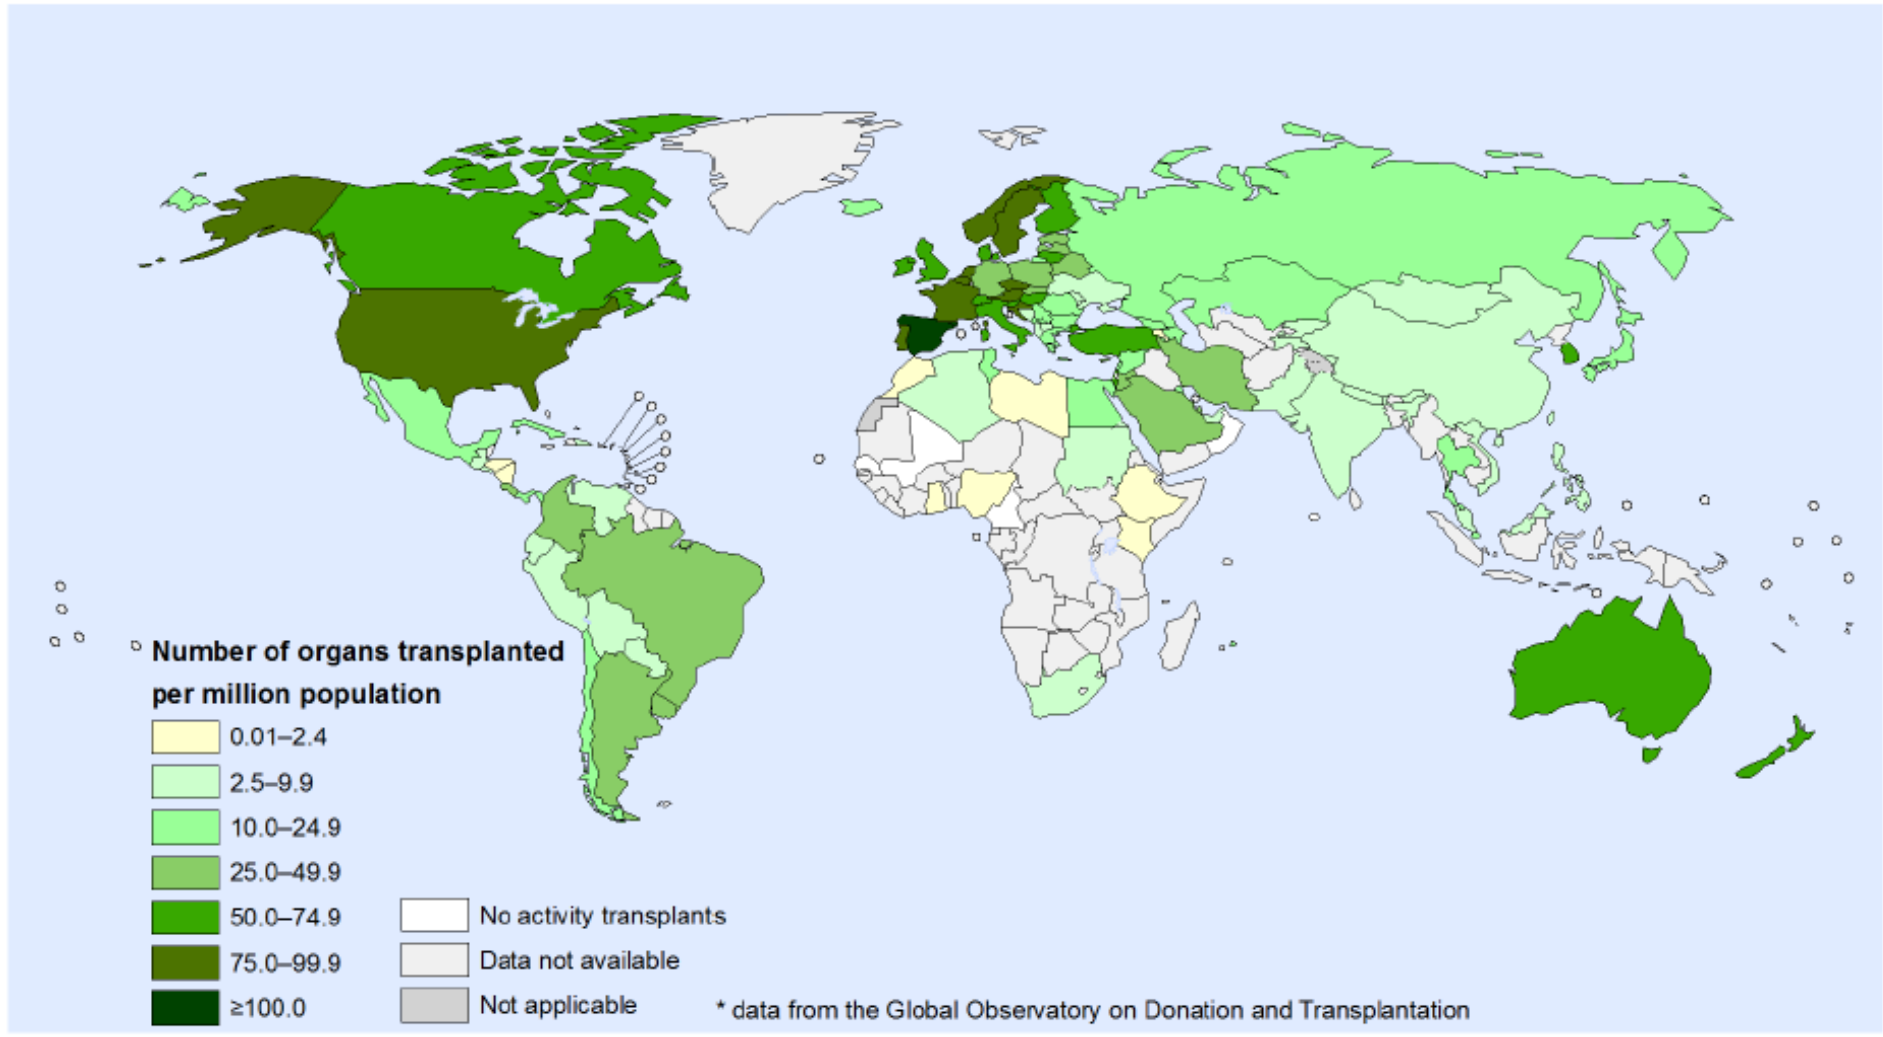 Number of organs transplanted
per million population
0.01–2.4
2.5–9.9
10.0–24.9
25.0–49.9
50.0–74.9
75.0–99.9
≥100.0
No activity transplants
Data not available
Not applicable
* data from the Global Observatory on Donation and Transplantation